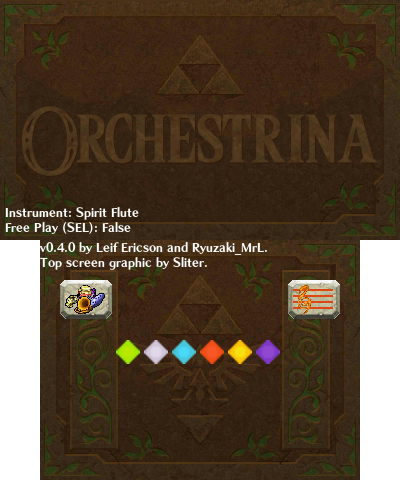 ORCHESTRINA
Instrument: Spirit Flute
Free Play (SEL): False
v0.4.0 by Leif Ericson and Ryuzaki_MrL.
Top screen graphic by Sliter.